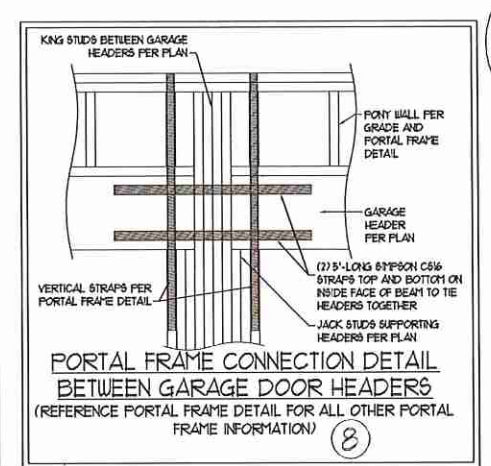 KING STUDS BETWEEN GARAGE
HEADERS PER PLAN
PONY WALL PER
GRADE AND
PORTAL FRAME
DETAIL
GARAGE
HEADER
PER PLAN
(2) 5'-LONG SIMPSON CS16
STRAPS TOP AND BOTTOM ON
INSIDE FACE OF BEAM TO TIE
HEADERS TOGETHER
VERTICAL STRAPS PER
PORTAL FRAME DETAIL
JACK STUDS SUPPORTING
HEADERS PER PLAN
PORTAL FRAME CONNECTION DETAIL
BETWEEN GARAGE DOOR HEADERS
(REFERENCE PORTAL FRAME DETAIL FOR ALL OTHER PORTAL
FRAME INFORMATION)
8